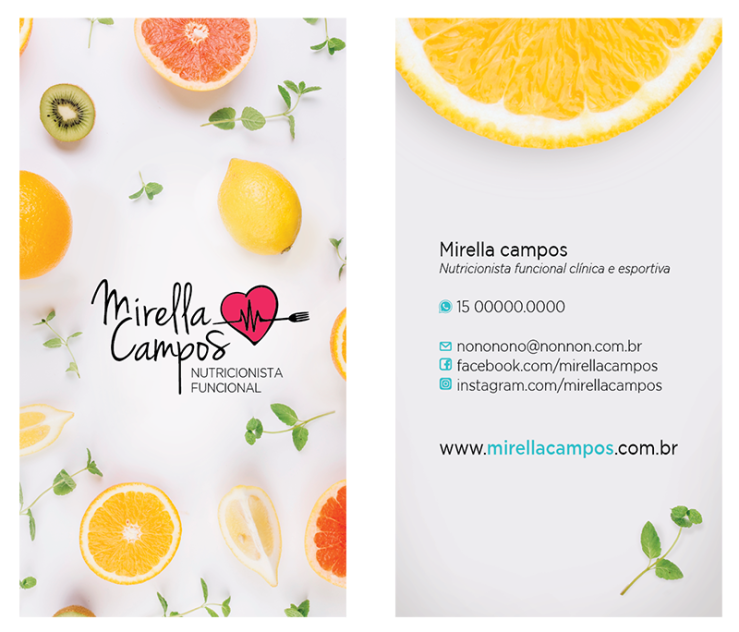 Mirella
Campos
NUTRICIONISTA
FUNCIONAL
Mirella campos
Nutricionista funcional clínica e esportiva
15 00000.0000
nononono@nonnon.com.br
facebook.com/mirellacampos
instagram.com/mirellacampos
www.mirellacampos.com.br